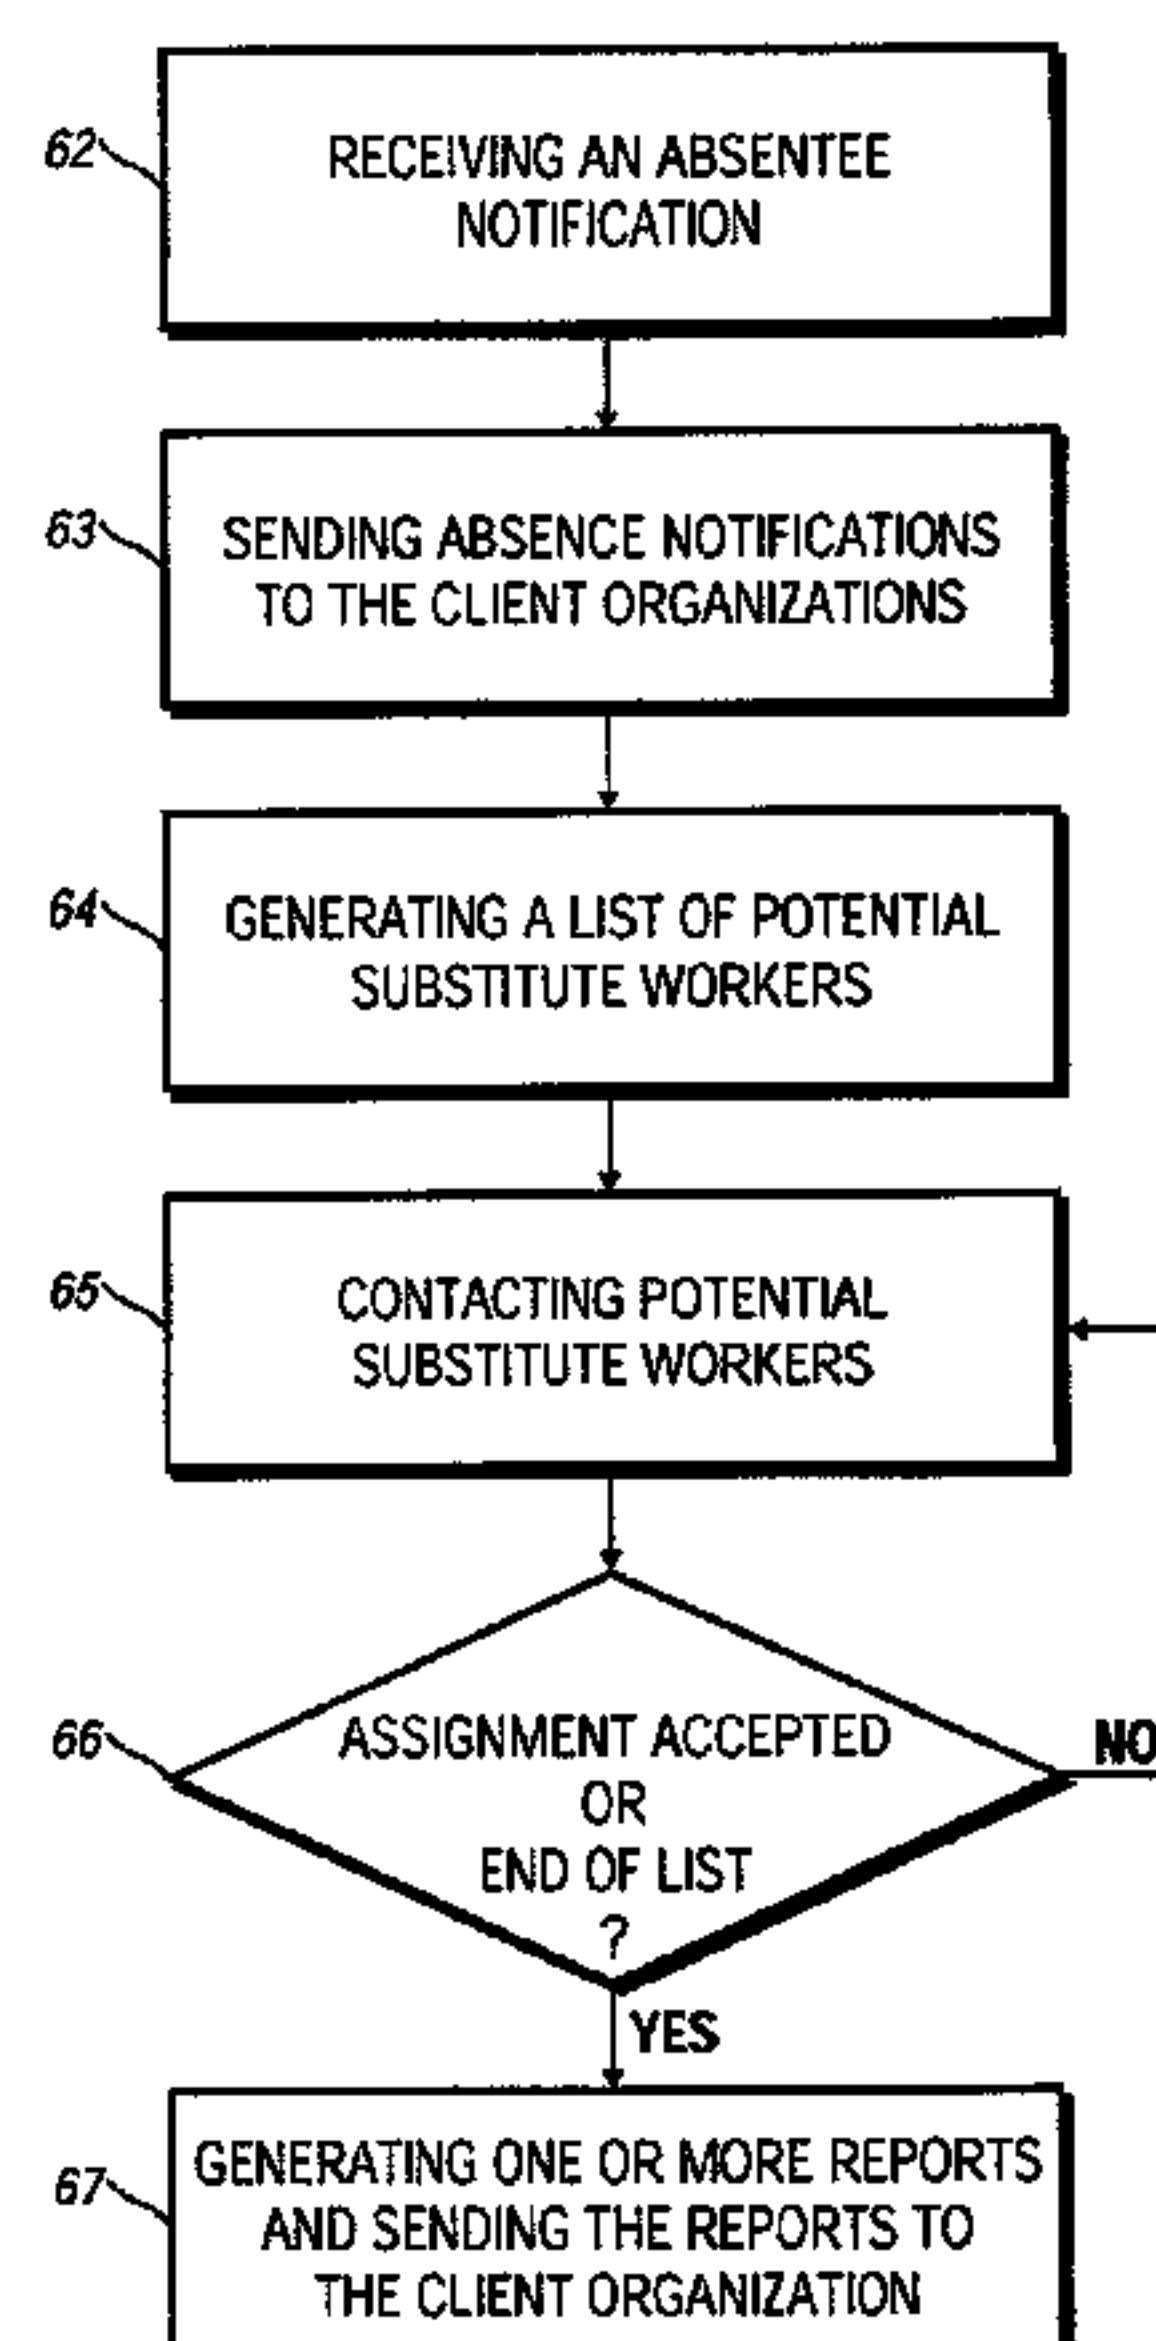 62
RECEIVING AN ABSENTEE
NOTIFICATION
63
SENDING ABSENCE NOTIFICATIONS
TO THE CLIENT ORGANIZATIONS
64
GENERATING A LIST OF POTENTIAL
SUBSTITUTE WORKERS
65
CONTACTING POTENTIAL
SUBSTITUTE WORKERS
66
ASSIGNMENT ACCEPTED
OR
END OF LIST
?
NO
YES
67
GENERATING ONE OR MORE REPORTS
AND SENDING THE REPORTS TO
THE CLIENT ORGANIZATION